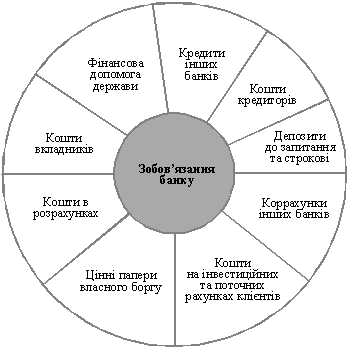 Зобов’язання
банку
Кредити
інших
банків
Кошти
кредиторів
Депозити
до запитання
та строкові
Коррахунки
інших банків
Кошти
на інвестиційних
та поточних
рахунках клієнтів
Цінні папери
власного боргу
Кошти в
розрахунках
Кошти
вкладників
Фінансова
допомога
держави